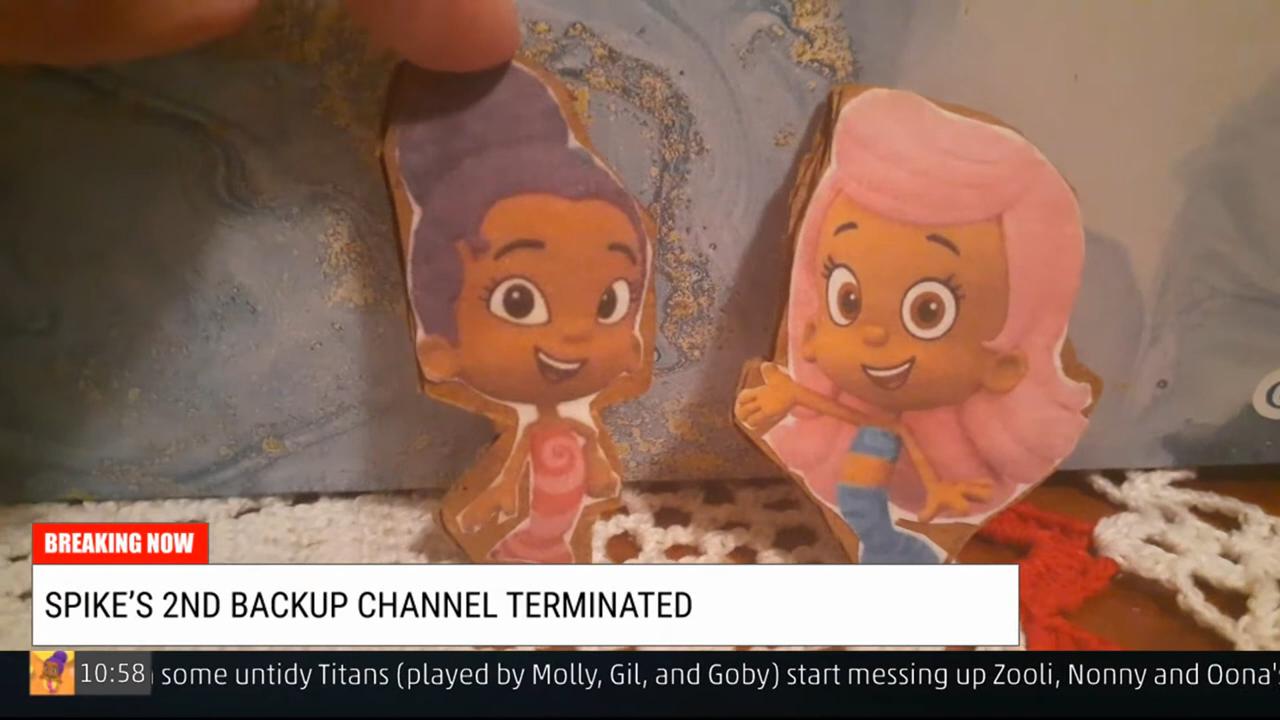 BREAKING NOW
SPIKE'S 2ND BACKUP CHANNEL TERMINATED
10:58 some untidy Titans (played by Molly, Gil, and Goby) start messing up Zooli, Nonny and Oona's